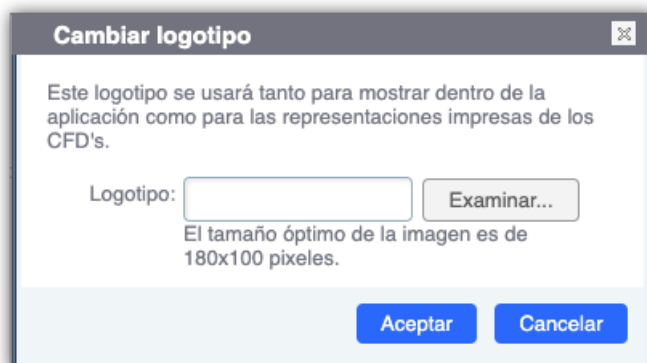 Cambiar logotipo
Este logotipo se usará tanto para mostrar dentro de la
aplicación como para las representaciones impresas de los
CFD's.
Logotipo:
Examinar...
El tamaño óptimo de la imagen es de
180x100 pixeles.
Aceptar
Cancelar